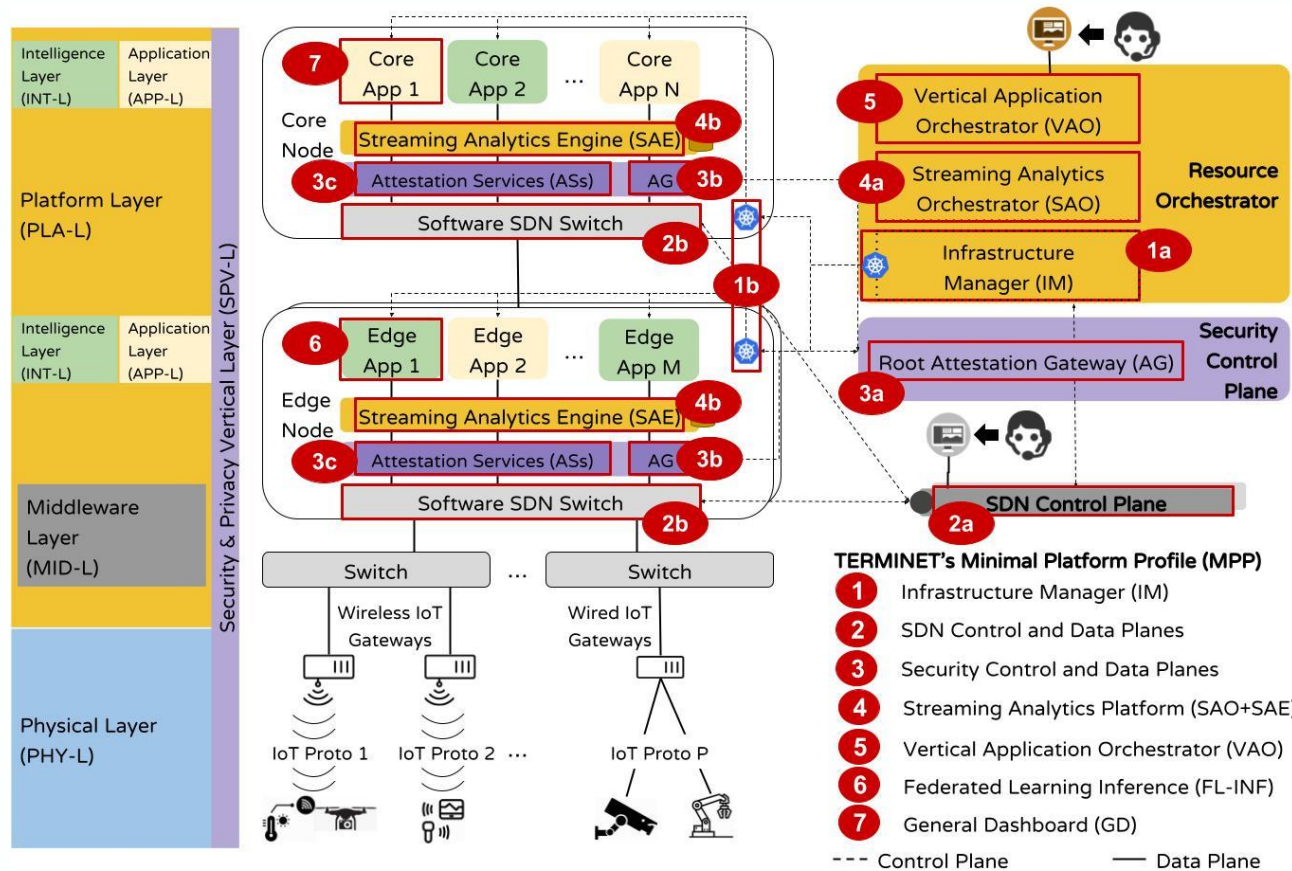 Intelligence
Layer
(INT-L)
Application
Layer
(APP-L)
Platform Layer
(PLA-L)
Intelligence
Layer
(INT-L)
Application
Layer
(APP-L)
Middleware
Layer
(MID-L)
Physical Layer
(PHY-L)
Security & Privacy Vertical Layer (SPV-L)
7
Core
App 1
Core
App 2
...
Core
App N
Core
Node
Streaming Analytics Engine (SAE)
4b
3c
Attestation Services (ASs)
AG
3b
Software SDN Switch
2b
1b
6
Edge
App 1
Edge
App 2
...
Edge
App M
Edge
Node
Streaming Analytics Engine (SAE)
4b
3c
Attestation Services (ASs)
AG
3b
Software SDN Switch
2b
Switch
...
Switch
Wireless IoT
Gateways
Wired IoT
Gateways
IoT Proto 1
IoT Proto 2
...
IoT Proto P
5
Vertical Application
Orchestrator (VAO)
4a
Streaming Analytics
Orchestrator (SAO)
Resource
Orchestrator
Infrastructure
Manager (IM)
1a
Security
Control
Plane
Root Attestation Gateway (AG)
3a
SDN Control Plane
2a
TERMINET's Minimal Platform Profile (MPP)
1 Infrastructure Manager (IM)
2 SDN Control and Data Planes
3 Security Control and Data Planes
4 Streaming Analytics Platform (SAO+SAE)
5 Vertical Application Orchestrator (VAO)
6 Federated Learning Inference (FL-INF)
7 General Dashboard (GD)
---- Control Plane
— Data Plane